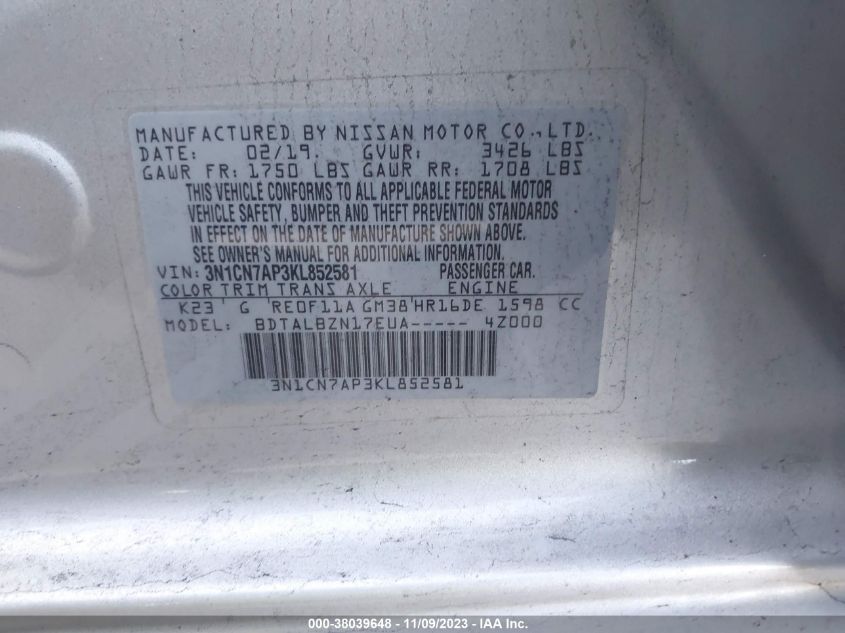 MANUFACTURED BY NISSAN MOTOR CO.,LTD.
DATE: 02/19. GVWR: 3426 LBS
GAWR FR: 1750 LBS GAWR RR: 1708 LBS
THIS VEHICLE CONFORMS TO ALL APPLICABLE FEDERAL MOTOR
VEHICLE SAFETY, BUMPER AND THEFT PREVENTION STANDARDS
IN EFFECT ON THE DATE OF MANUFACTURE SHOWN ABOVE.
SEE OWNER'S MANUAL FOR ADDITIONAL INFORMATION.
VIN: 3N1CN7AP3KL852581 PASSENGER CAR.
COLOR TRIM TRANS AXLE ENGINE
K23 G RE0F11A GM38 HR16DE 1598 CC
MODEL: BDTALBZN17EUA----- 4Z000
3N1CN7AP3KL852581
000-38039648 - 11/09/2023 - IAA Inc.